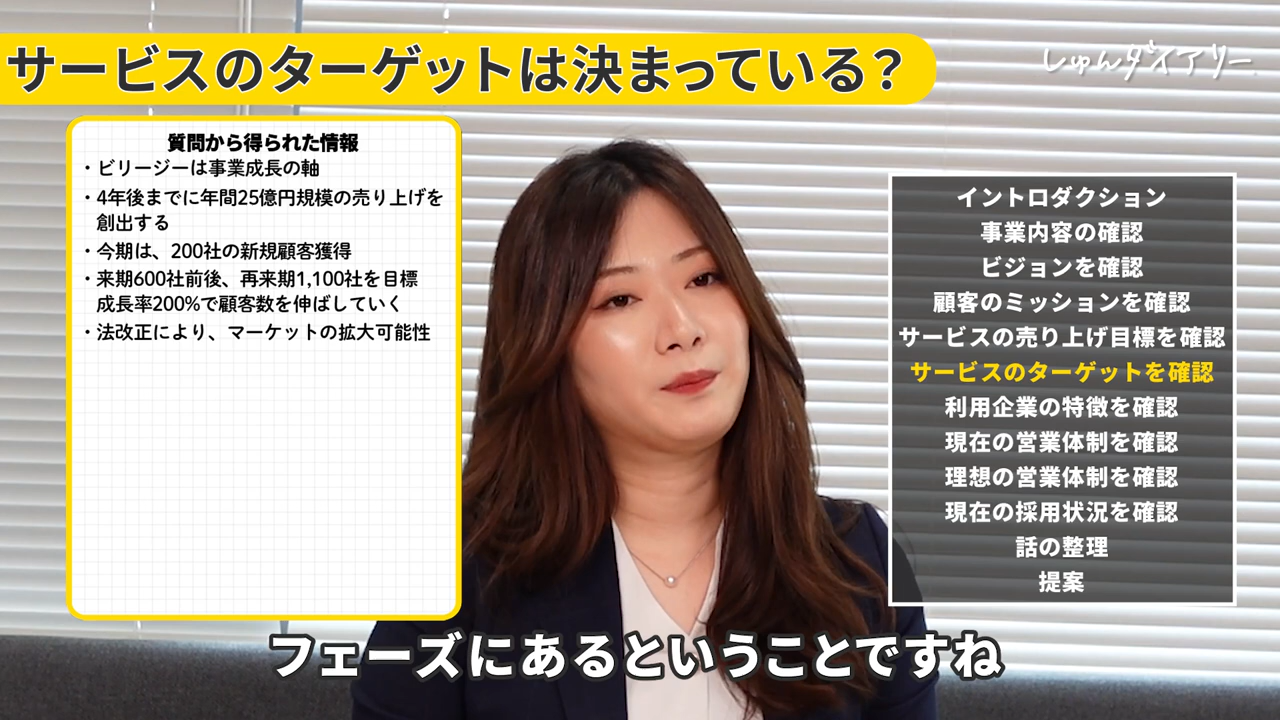 サービスのターゲットは決まっている？
しゅんダイアリー
質問から得られた情報
・ビリージーは事業成長の軸
・4年後までに年間25億円規模の売り上げを
創出する
・今期は、200社の新規顧客獲得
・来期600社前後、再来期1,100社を目標
成長率200%で顧客数を伸ばしていく
・法改正により、マーケットの拡大可能性
イントロダクション
事業内容の確認
ビジョンを確認
顧客のミッションを確認
サービスの売り上げ目標を確認
サービスのターゲットを確認
利用企業の特徴を確認
現在の営業体制を確認
理想の営業体制を確認
現在の採用状況を確認
話の整理
提案
フェーズにあるということですね